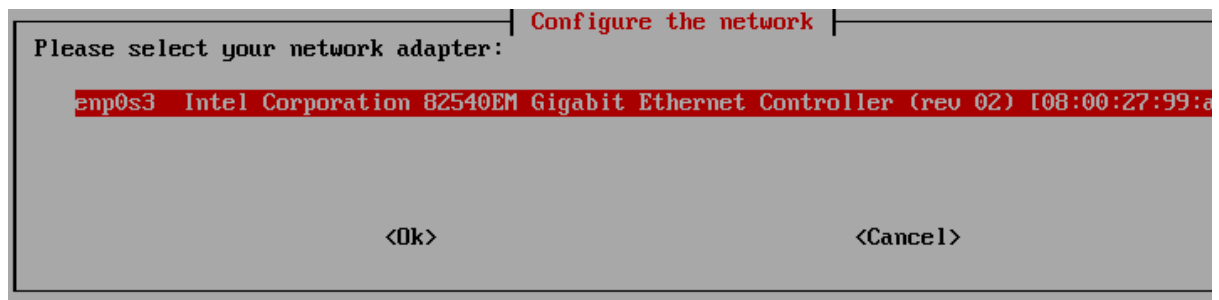 Configure the network
Please select your network adapter:
enp0s3 Intel Corporation 82540EM Gigabit Ethernet Controller (rev 02) [08:00:27:99:a
<Ok> <Cancel>